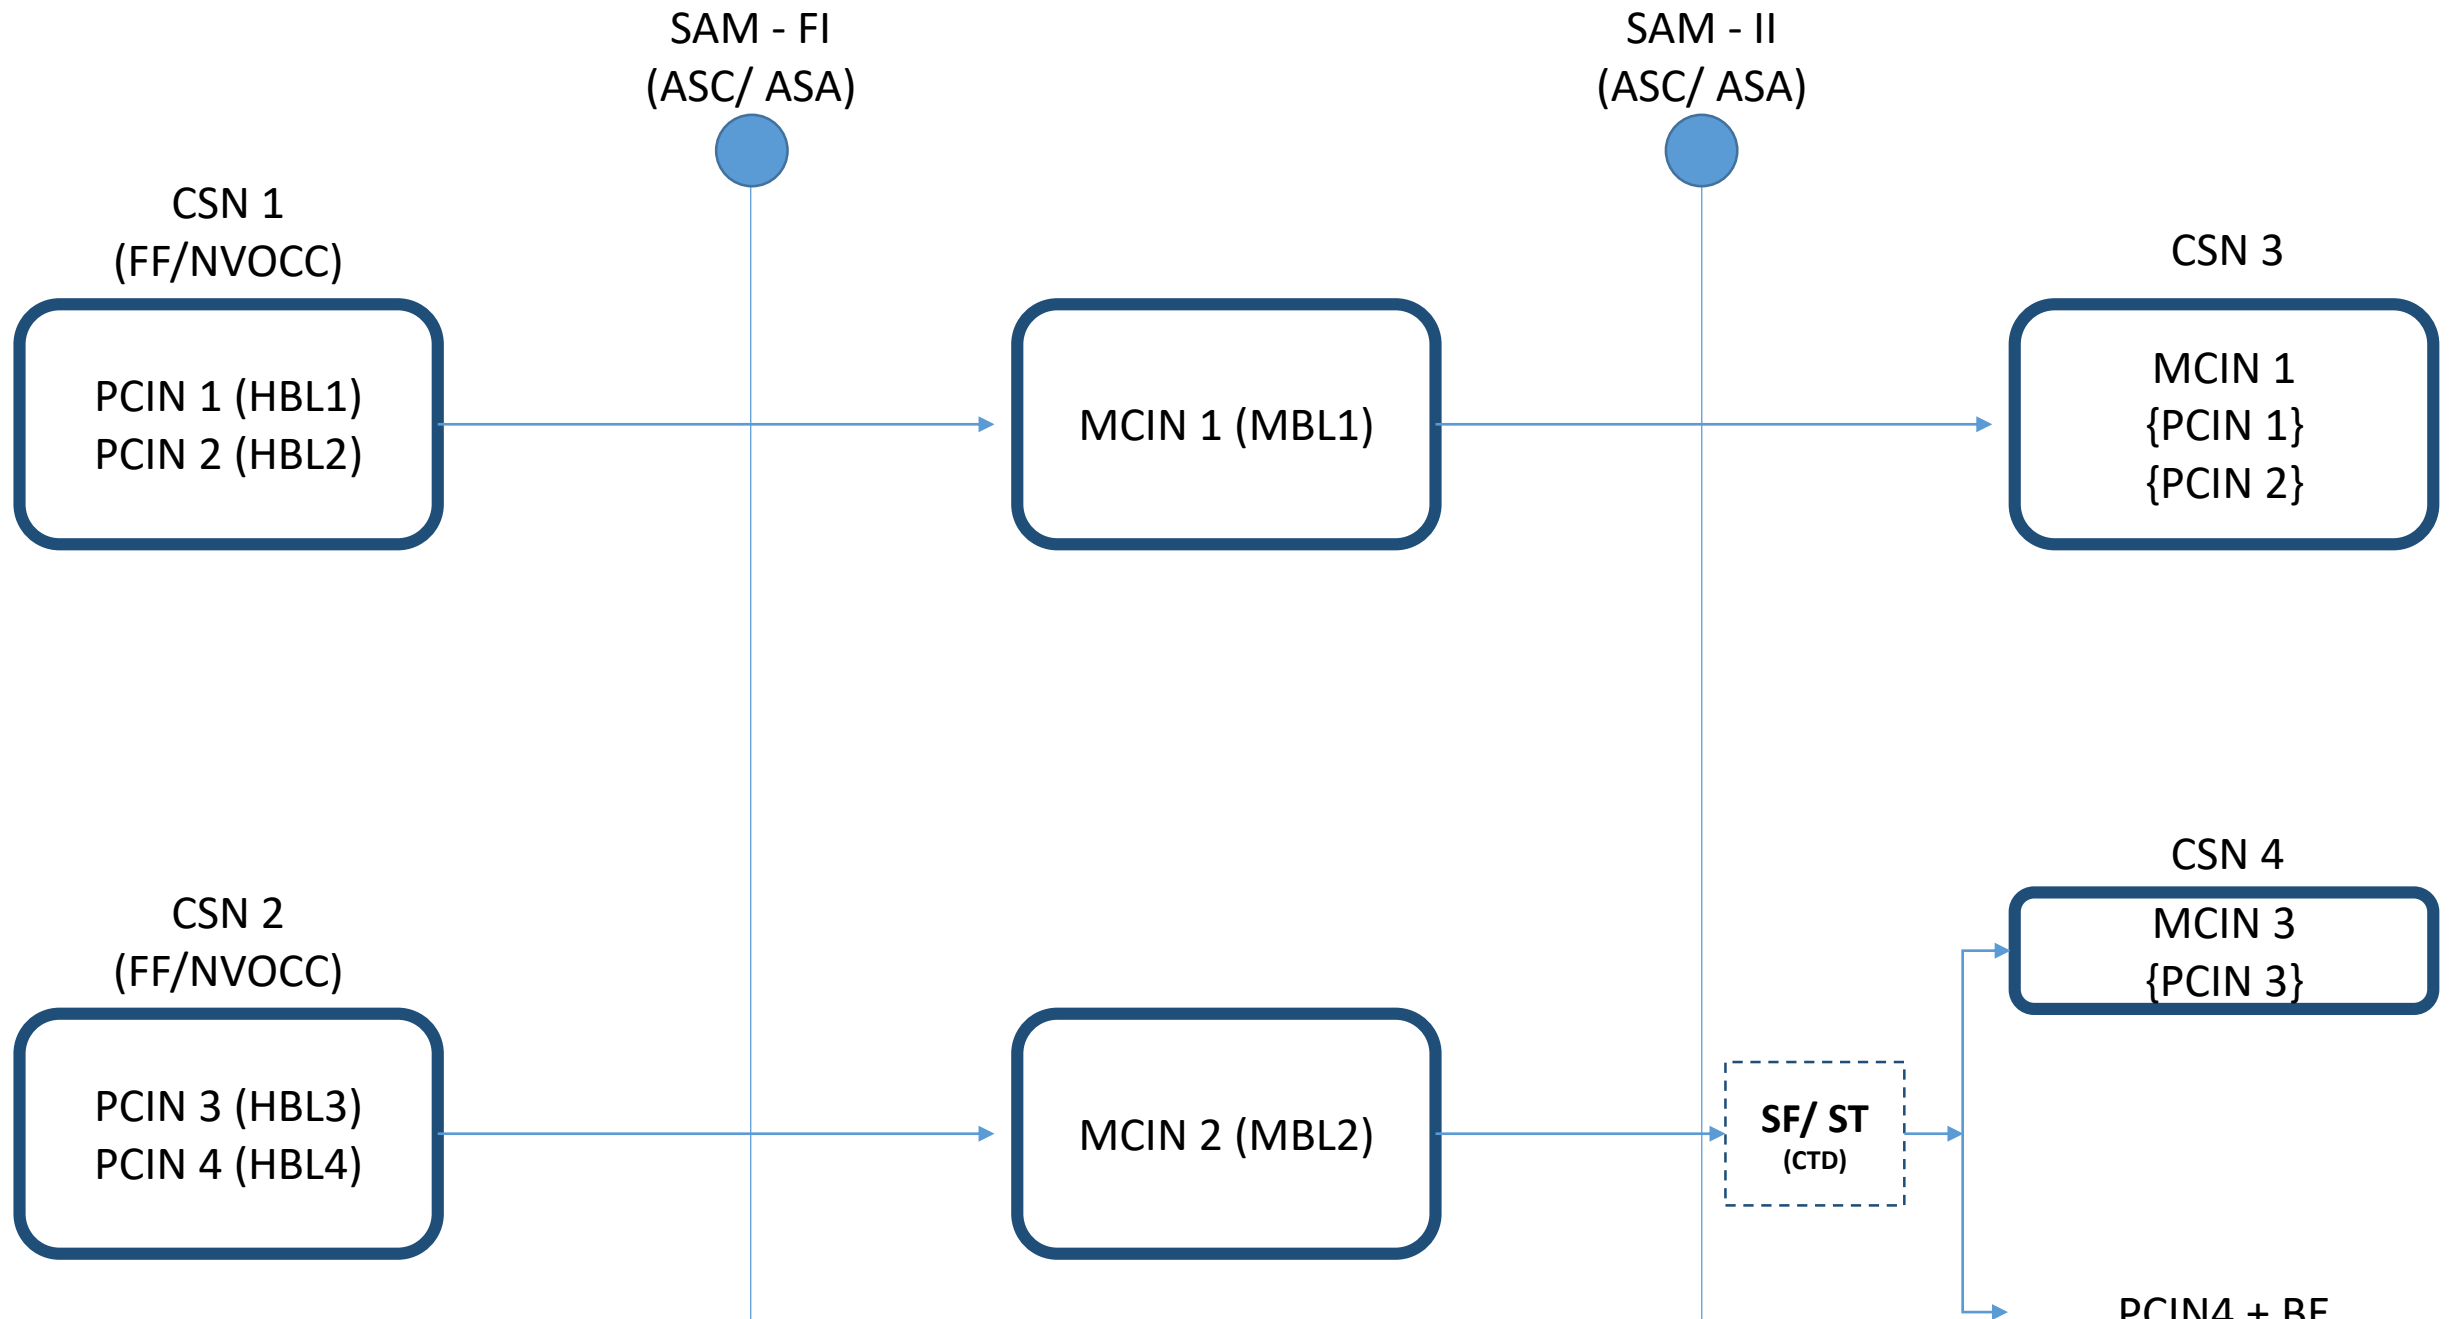 SAM - FI
(ASC/ ASA)
SAM - II
(ASC/ ASA)
CSN 1
(FF/NVOCC)
CSN 3
PCIN 1 (HBL1)
PCIN 2 (HBL2)
MCIN 1 (MBL1)
MCIN 1
{PCIN 1}
{PCIN 2}
CSN 4
MCIN 3
{PCIN 3}
CSN 2
(FF/NVOCC)
PCIN 3 (HBL3)
PCIN 4 (HBL4)
MCIN 2 (MBL2)
SF/ ST
(CTD)
PCIN4 +